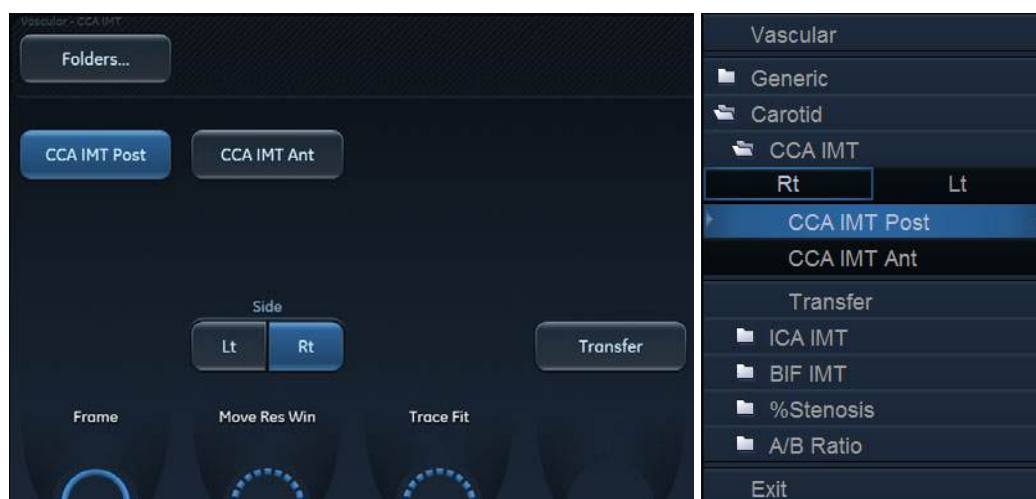 Vascular - CCA IMT
Folders...
CCA IMT Post
CCA IMT Ant
Side
Lt
Rt
Transfer
Frame
Move Res Win
Trace Fit
Vascular
Generic
Carotid
CCA IMT
Rt Lt
CCA IMT Post
CCA IMT Ant
Transfer
ICA IMT
BIF IMT
%Stenosis
A/B Ratio
Exit